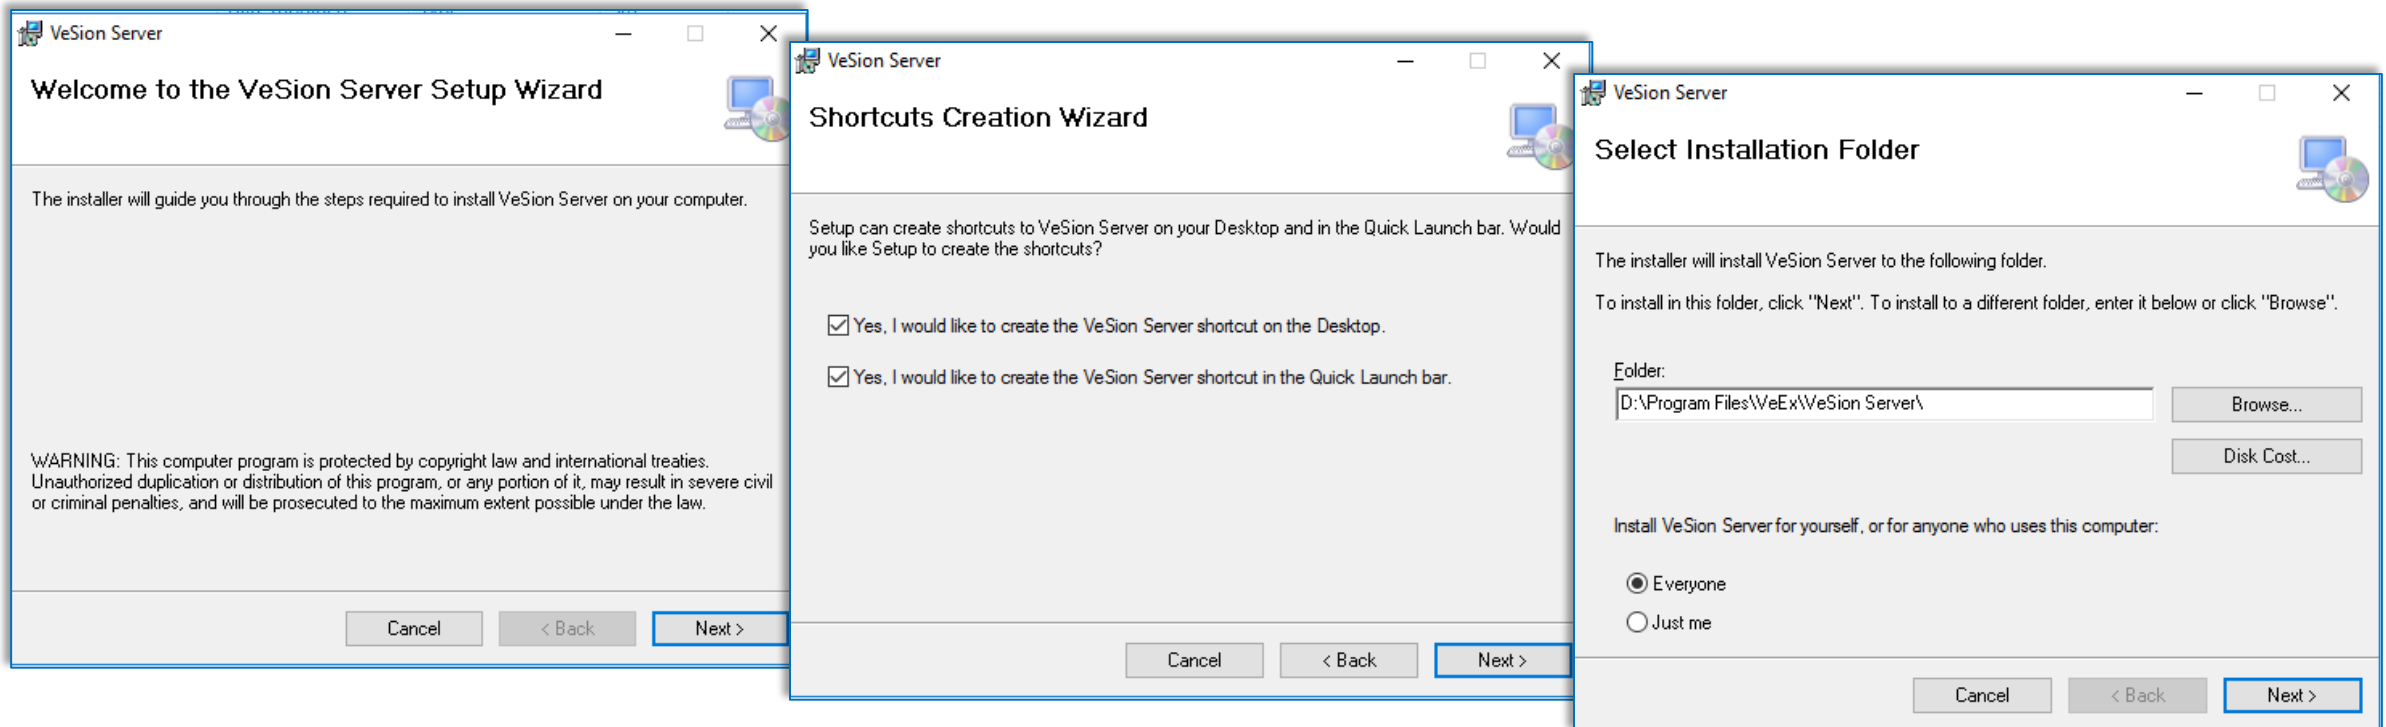 VeSion Server
Welcome to the VeSion Server Setup Wizard
The installer will guide you through the steps required to install VeSion Server on your computer.
WARNING: This computer program is protected by copyright law and international treaties.
Unauthorized duplication or distribution of this program, or any portion of it, may result in severe civil
or criminal penalties, and will be prosecuted to the maximum extent possible under the law.
Cancel
< Back
Next >
VeSion Server
Shortcuts Creation Wizard
Setup can create shortcuts to VeSion Server on your Desktop and in the Quick Launch bar. Would
you like Setup to create the shortcuts?
Yes, I would like to create the VeSion Server shortcut on the Desktop.
Yes, I would like to create the VeSion Server shortcut in the Quick Launch bar.
Cancel
< Back
Next >
VeSion Server
Select Installation Folder
The installer will install VeSion Server to the following folder.
To install in this folder, click "Next". To install to a different folder, enter it below or click "Browse".
Folder:
D:\Program Files\VeEx\VeSion Server\
Browse...
Disk Cost...
Install VeSion Server for yourself, or for anyone who uses this computer:
Everyone
Just me
Cancel
< Back
Next >